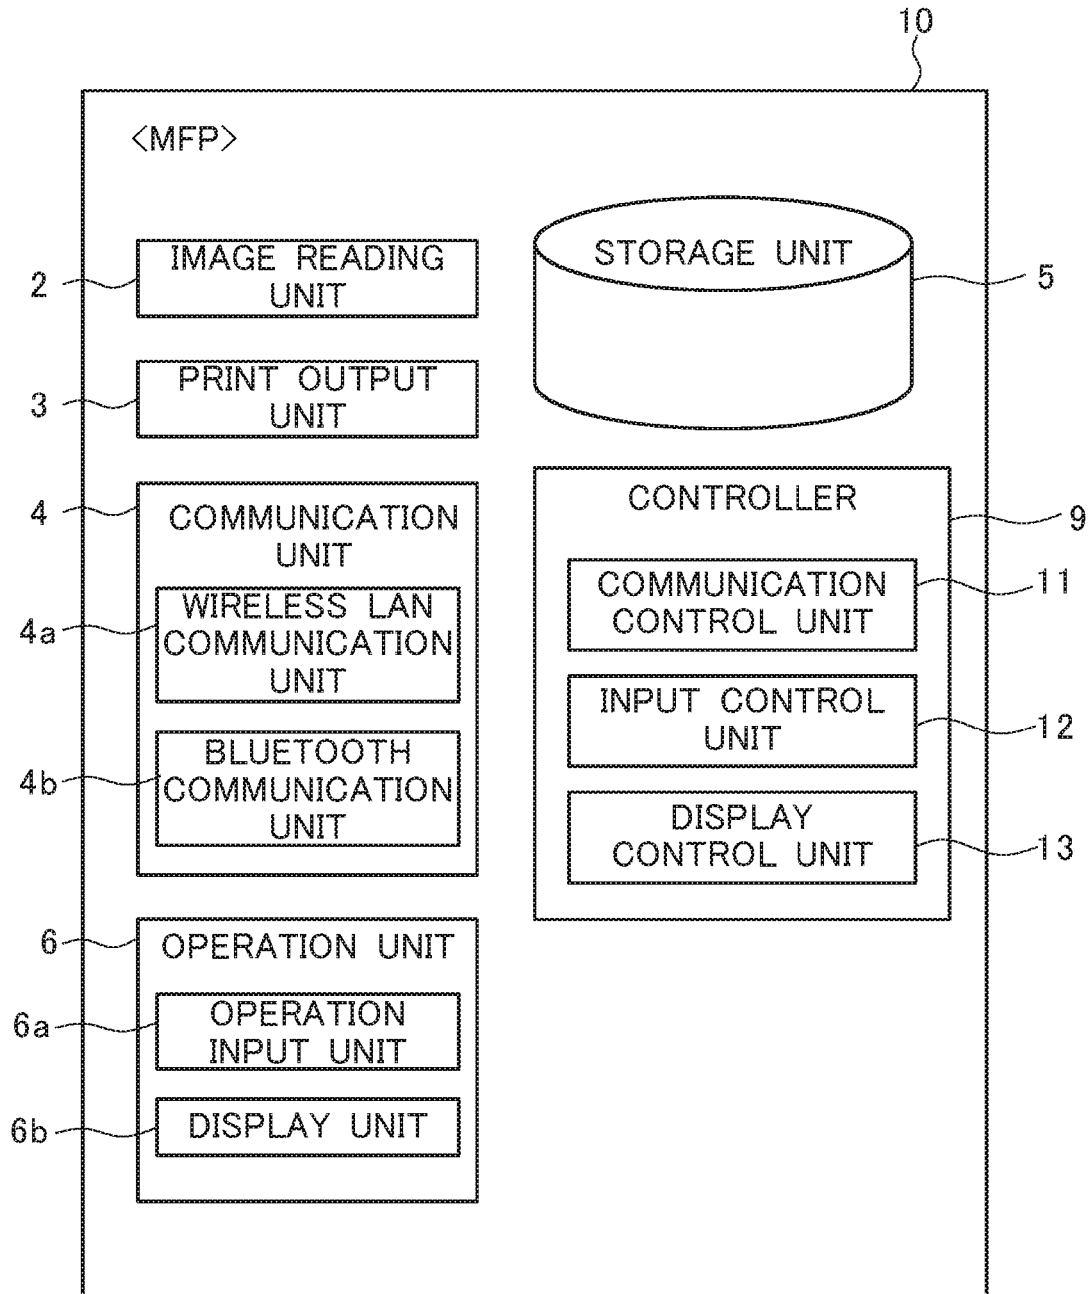 10
<MFP>
IMAGE READING
UNIT
2
PRINT OUTPUT
UNIT
3
4
COMMUNICATION
UNIT
4a
WIRELESS LAN
COMMUNICATION
UNIT
4b
BLUETOOTH
COMMUNICATION
UNIT
6
OPERATION UNIT
6a
OPERATION
INPUT UNIT
6b
DISPLAY UNIT
STORAGE UNIT
5
CONTROLLER
9
COMMUNICATION
CONTROL UNIT
11
INPUT CONTROL
UNIT
12
DISPLAY
CONTROL UNIT
13